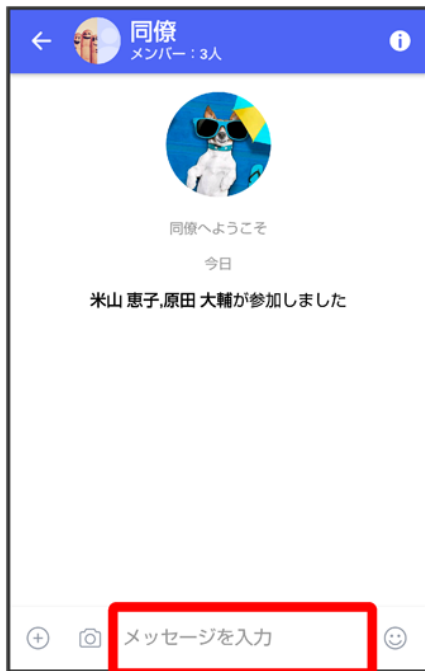 同僚
メンバー：3人
同僚へようこそ
今日
米山 恵子,原田 大輔が参加しました
メッセージを入力